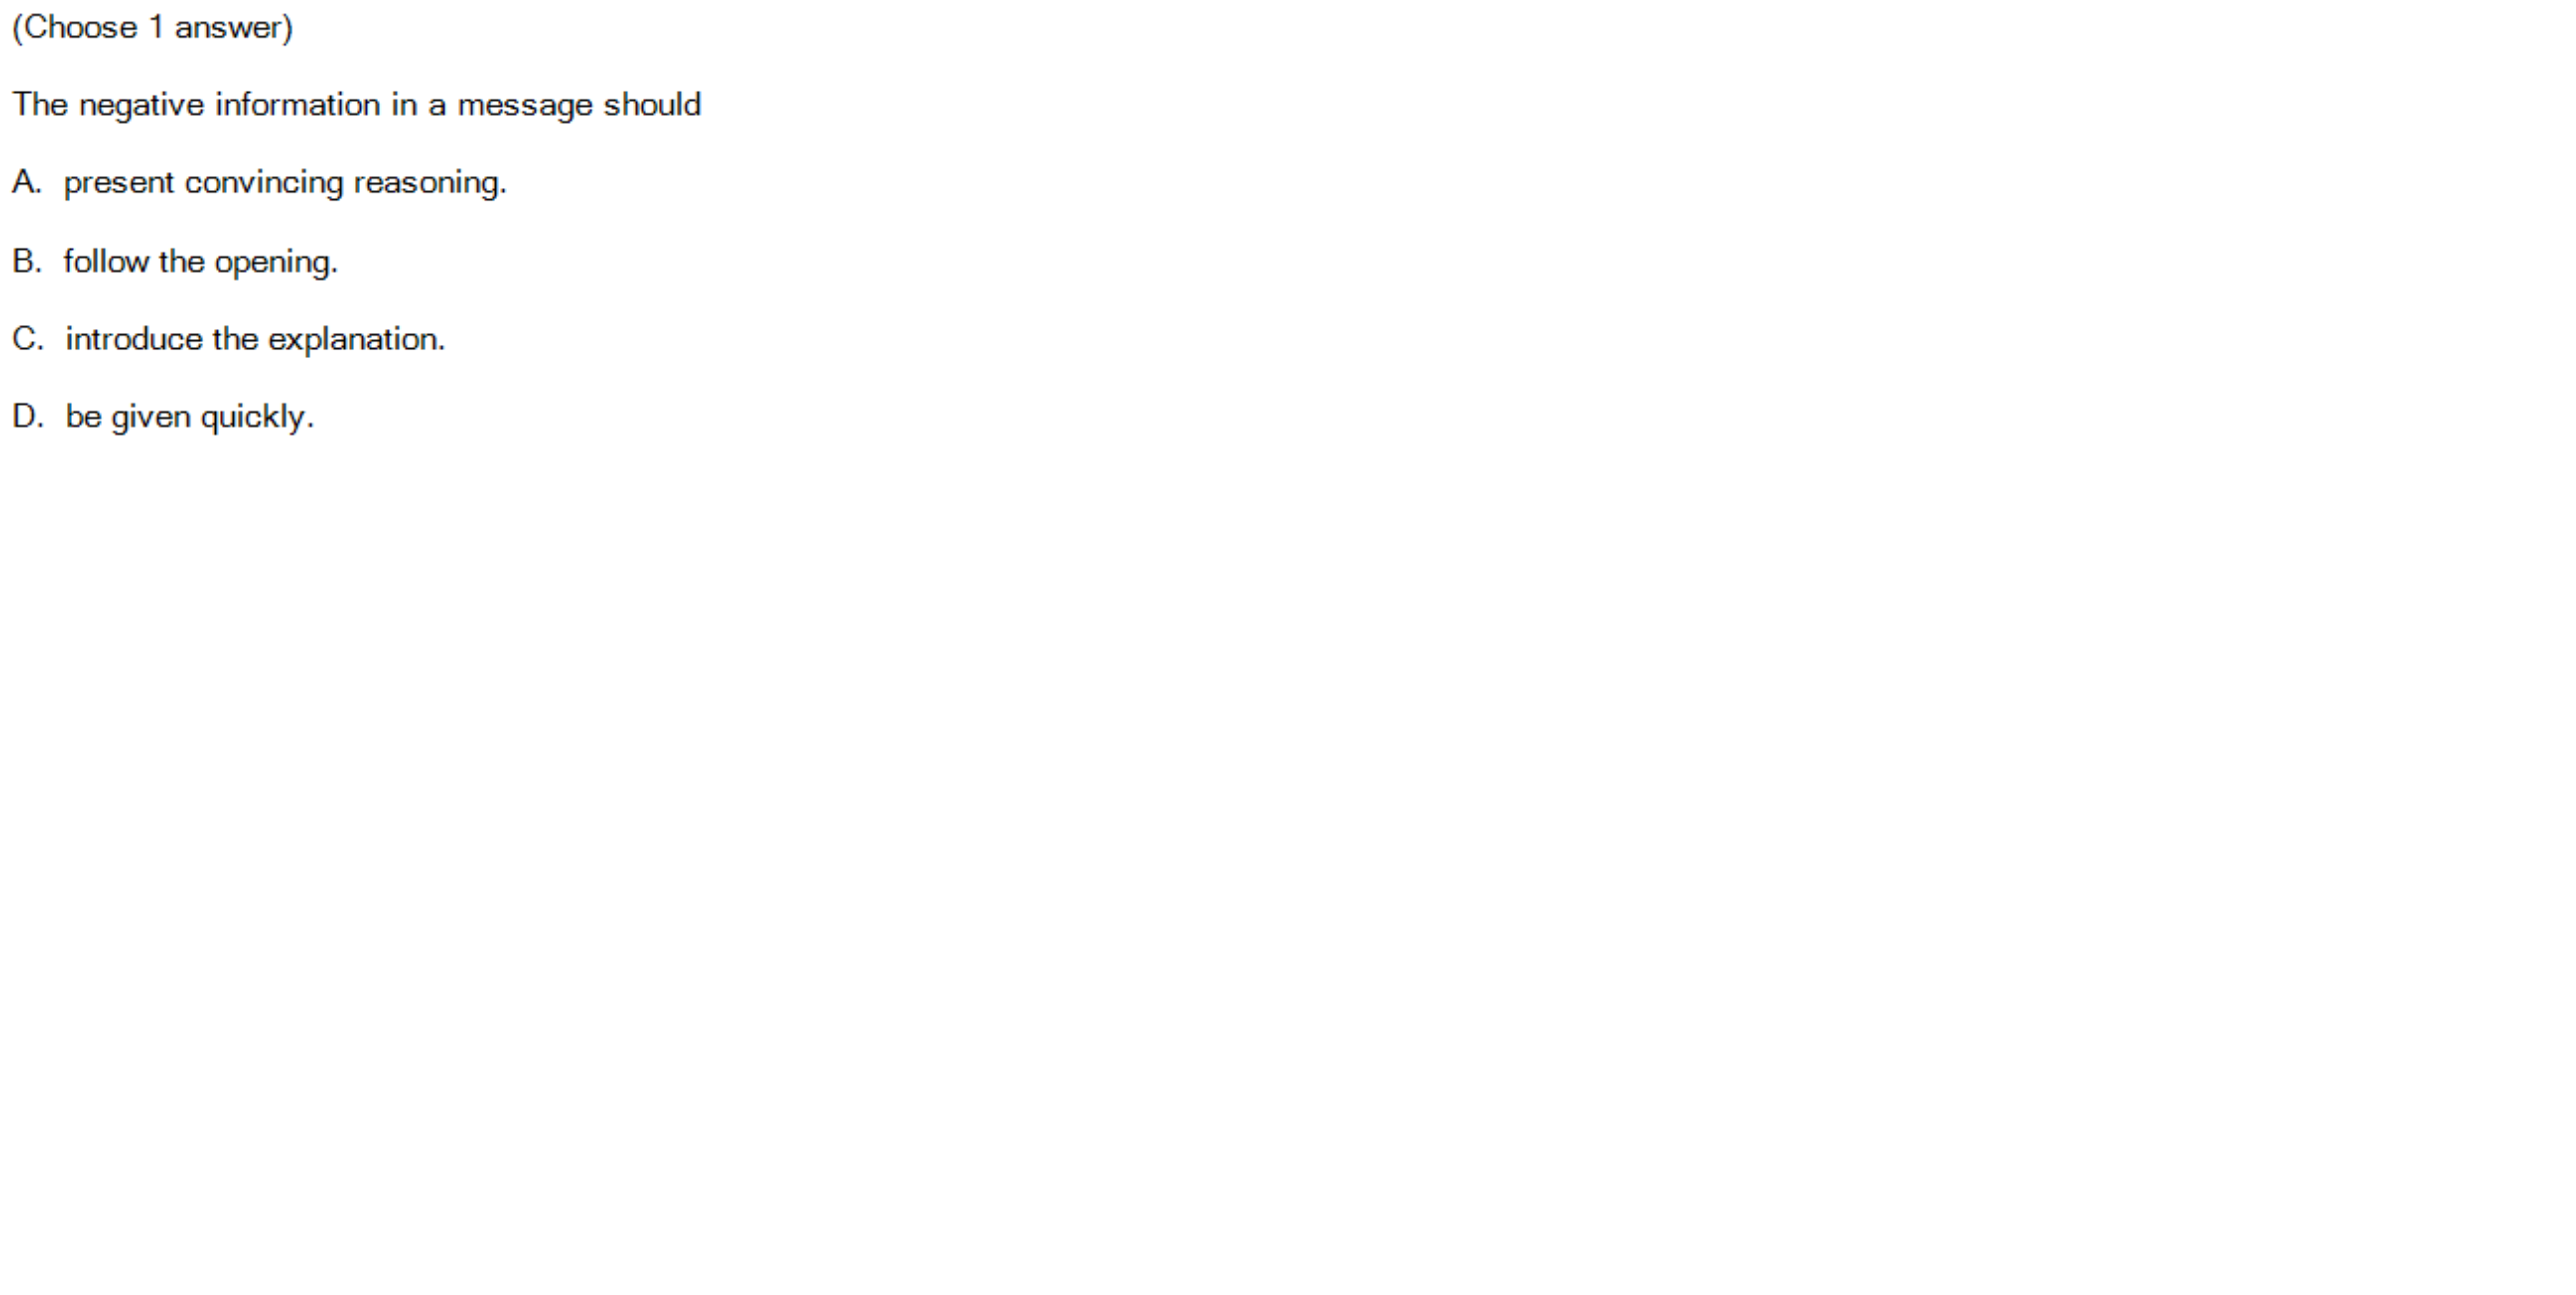 (Choose 1 answer)
The negative information in a message should
A. present convincing reasoning.
B. follow the opening.
C. introduce the explanation.
D. be given quickly.